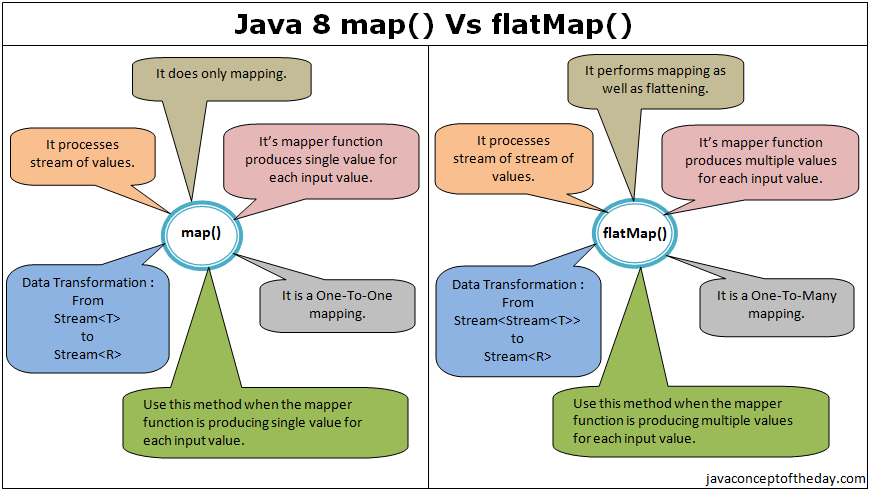 Java 8 map() Vs flatMap()
It does only mapping.
It processes
stream of values.
It's mapper function
produces single value for
each input value.
map()
Data Transformation :
From
Stream<T>
to
Stream<R>
It is a One-To-One
mapping.
Use this method when the mapper
function is producing single value for
each input value.
It performs mapping as
well as flattening.
It processes
stream of stream of
values.
It's mapper function
produces multiple values
for each input value.
flatMap()
Data Transformation :
From
Stream<Stream<T>>
to
Stream<R>
It is a One-To-Many
mapping.
Use this method when the mapper
function is producing multiple values
for each input value.
javaconceptoftheday.com